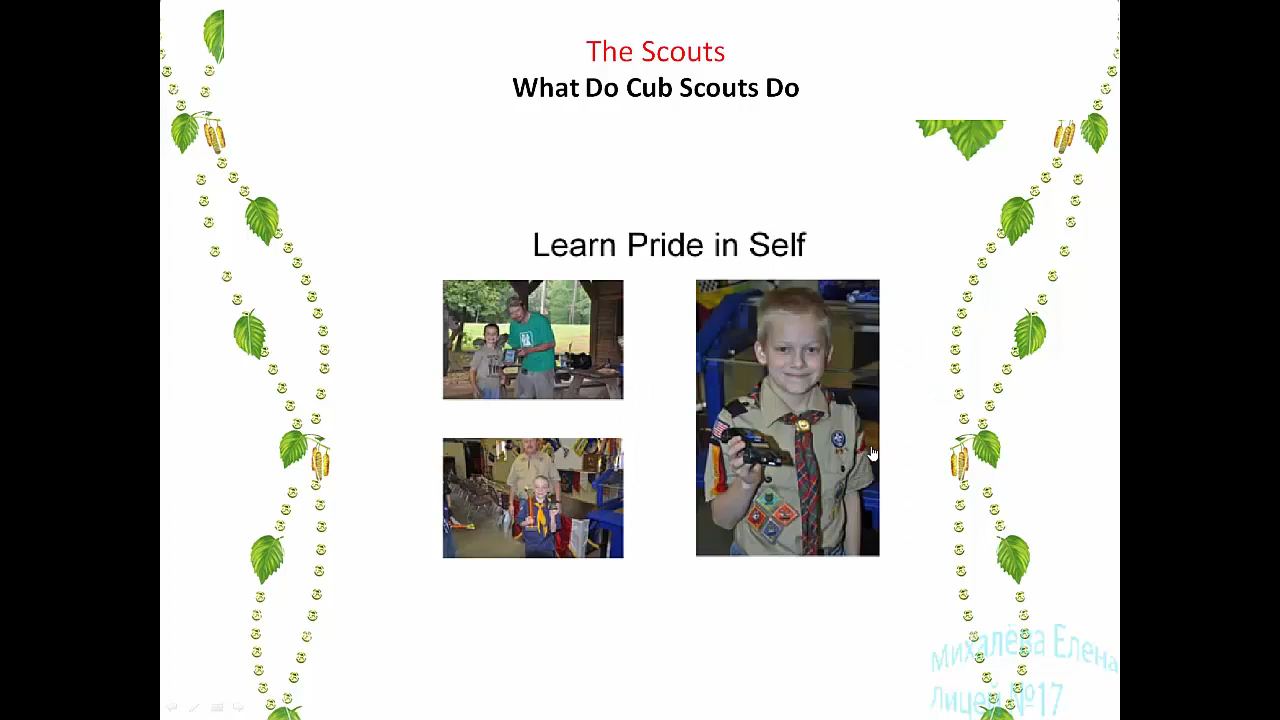 The Scouts
What Do Cub Scouts Do
Learn Pride in Self
Михалёва Елена
Лицей №17